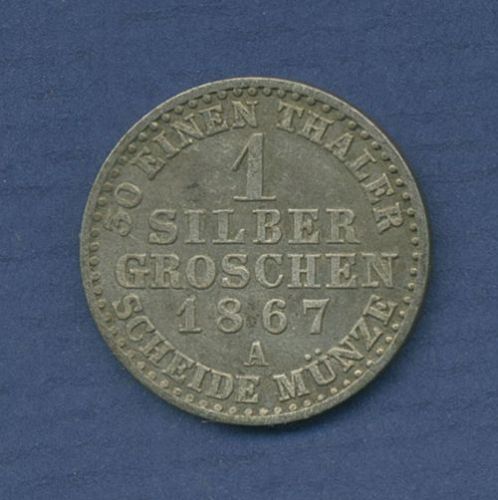 30 EINEN THALER
1
SILBER
GROSCHEN
1867
A
SCHEIDE MÜNZE